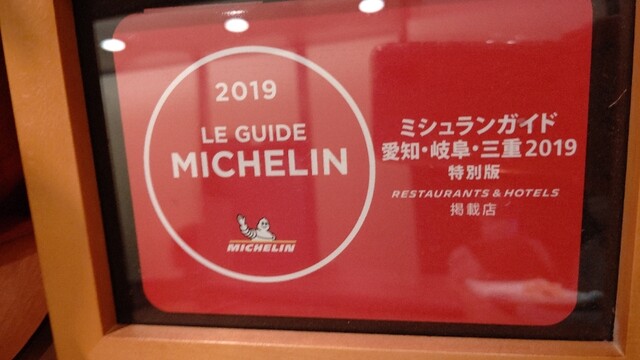 2019
LE GUIDE
MICHELIN
MICHELIN
ミシュランガイド
愛知・岐阜・三重2019
特別版
RESTAURANTS & HOTELS
掲載店